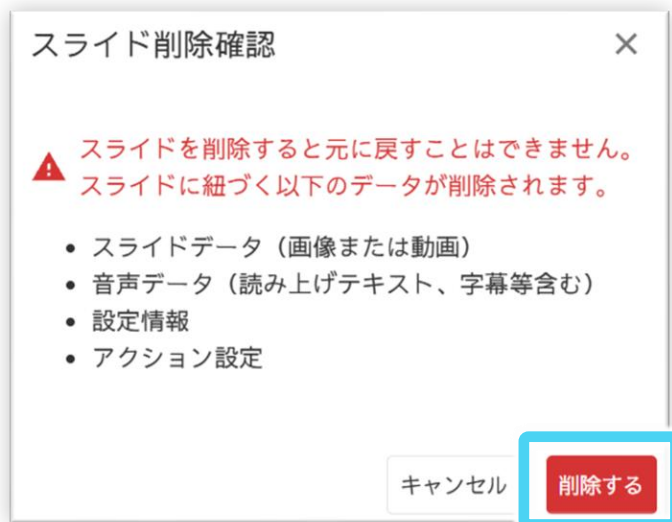 スライド削除確認
スライドを削除すると元に戻すことはできません。
スライドに紐づく以下のデータが削除されます。
• スライドデータ（画像または動画）
• 音声データ（読み上げテキスト、字幕等含む）
• 設定情報
• アクション設定
キャンセル 削除する